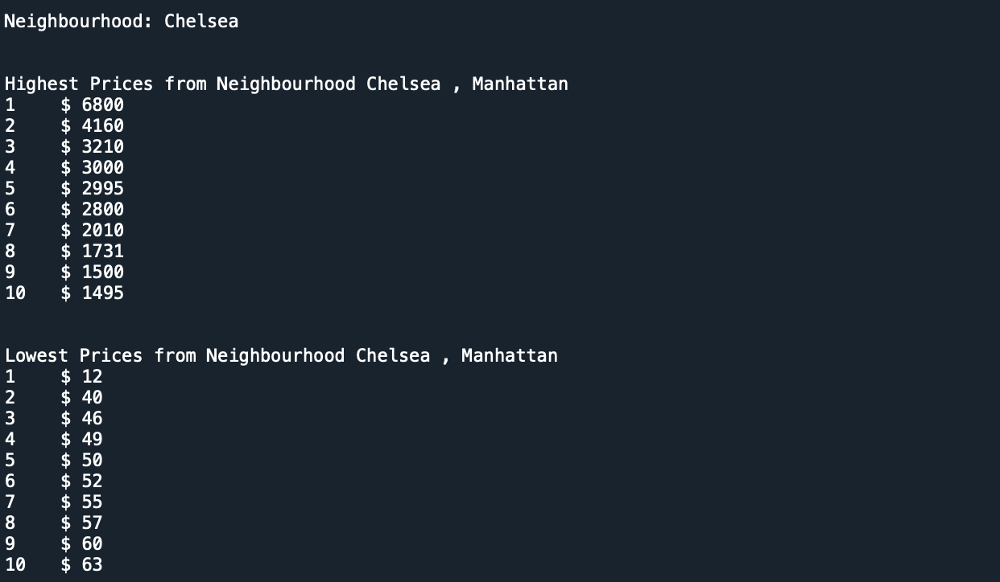 Neighbourhood: Chelsea
Highest Prices from Neighbourhood Chelsea , Manhattan
1 $ 6800
2 $ 4160
3 $ 3210
4 $ 3000
5 $ 2995
6 $ 2800
7 $ 2010
8 $ 1731
9 $ 1500
10 $ 1495
Lowest Prices from Neighbourhood Chelsea , Manhattan
1 $ 12
2 $ 40
3 $ 46
4 $ 49
5 $ 50
6 $ 52
7 $ 55
8 $ 57
9 $ 60
10 $ 63